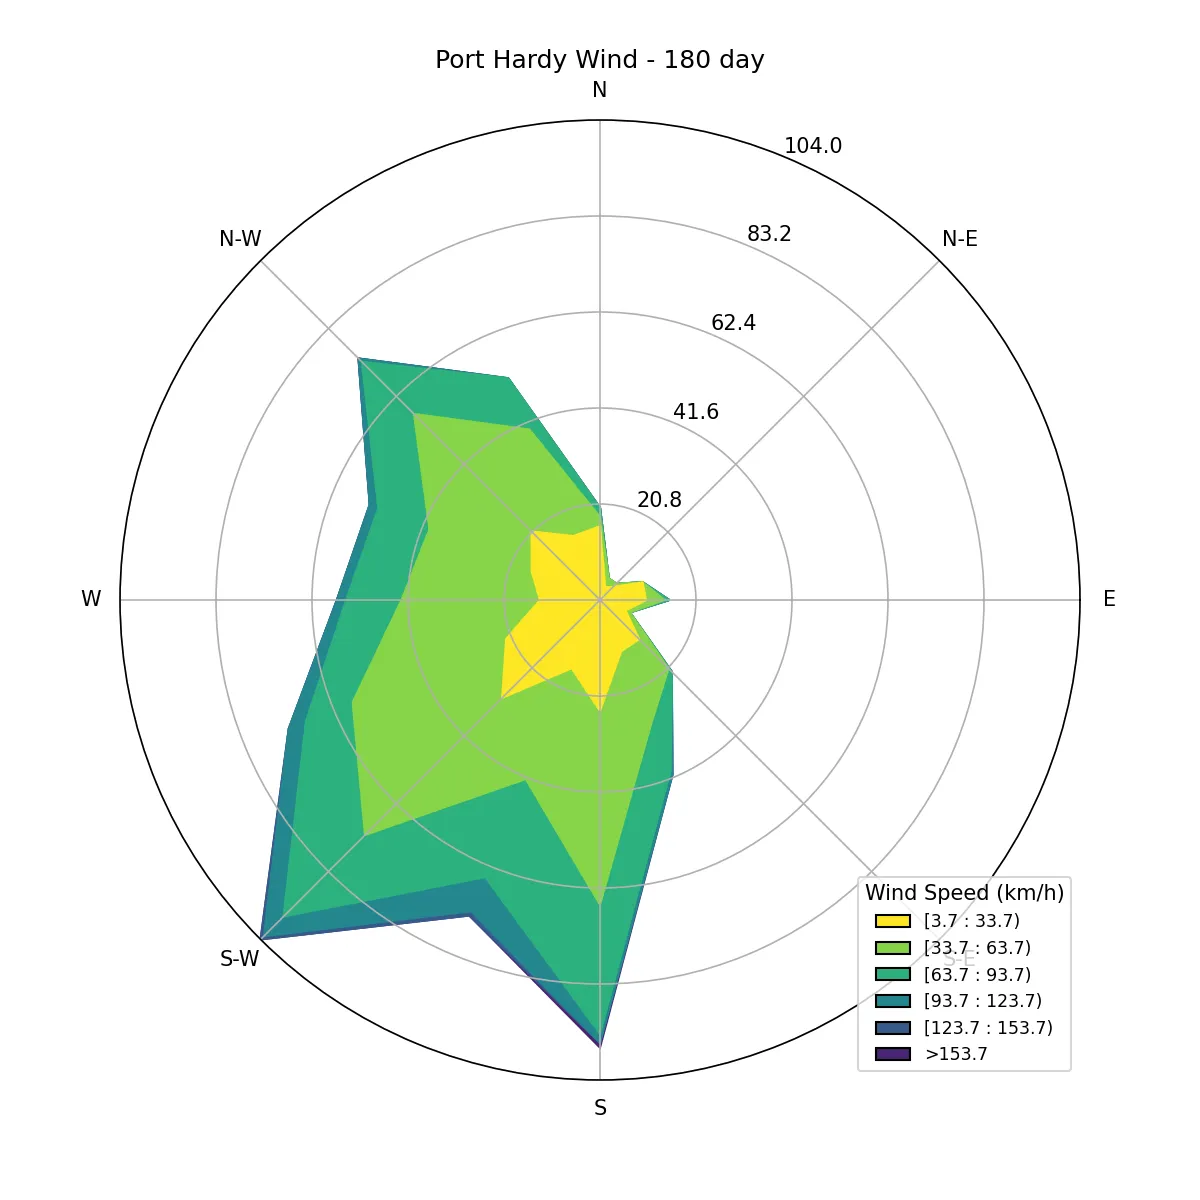 Port Hardy Wind - 180 day
N
104.0
N-W
83.2
N-E
62.4
41.6
20.8
W
E
Wind Speed (km/h)
[3.7 : 33.7)
[33.7 : 63.7)
[63.7 : 93.7)
[93.7 : 123.7)
[123.7 : 153.7)
>153.7
S-W
S-E
S